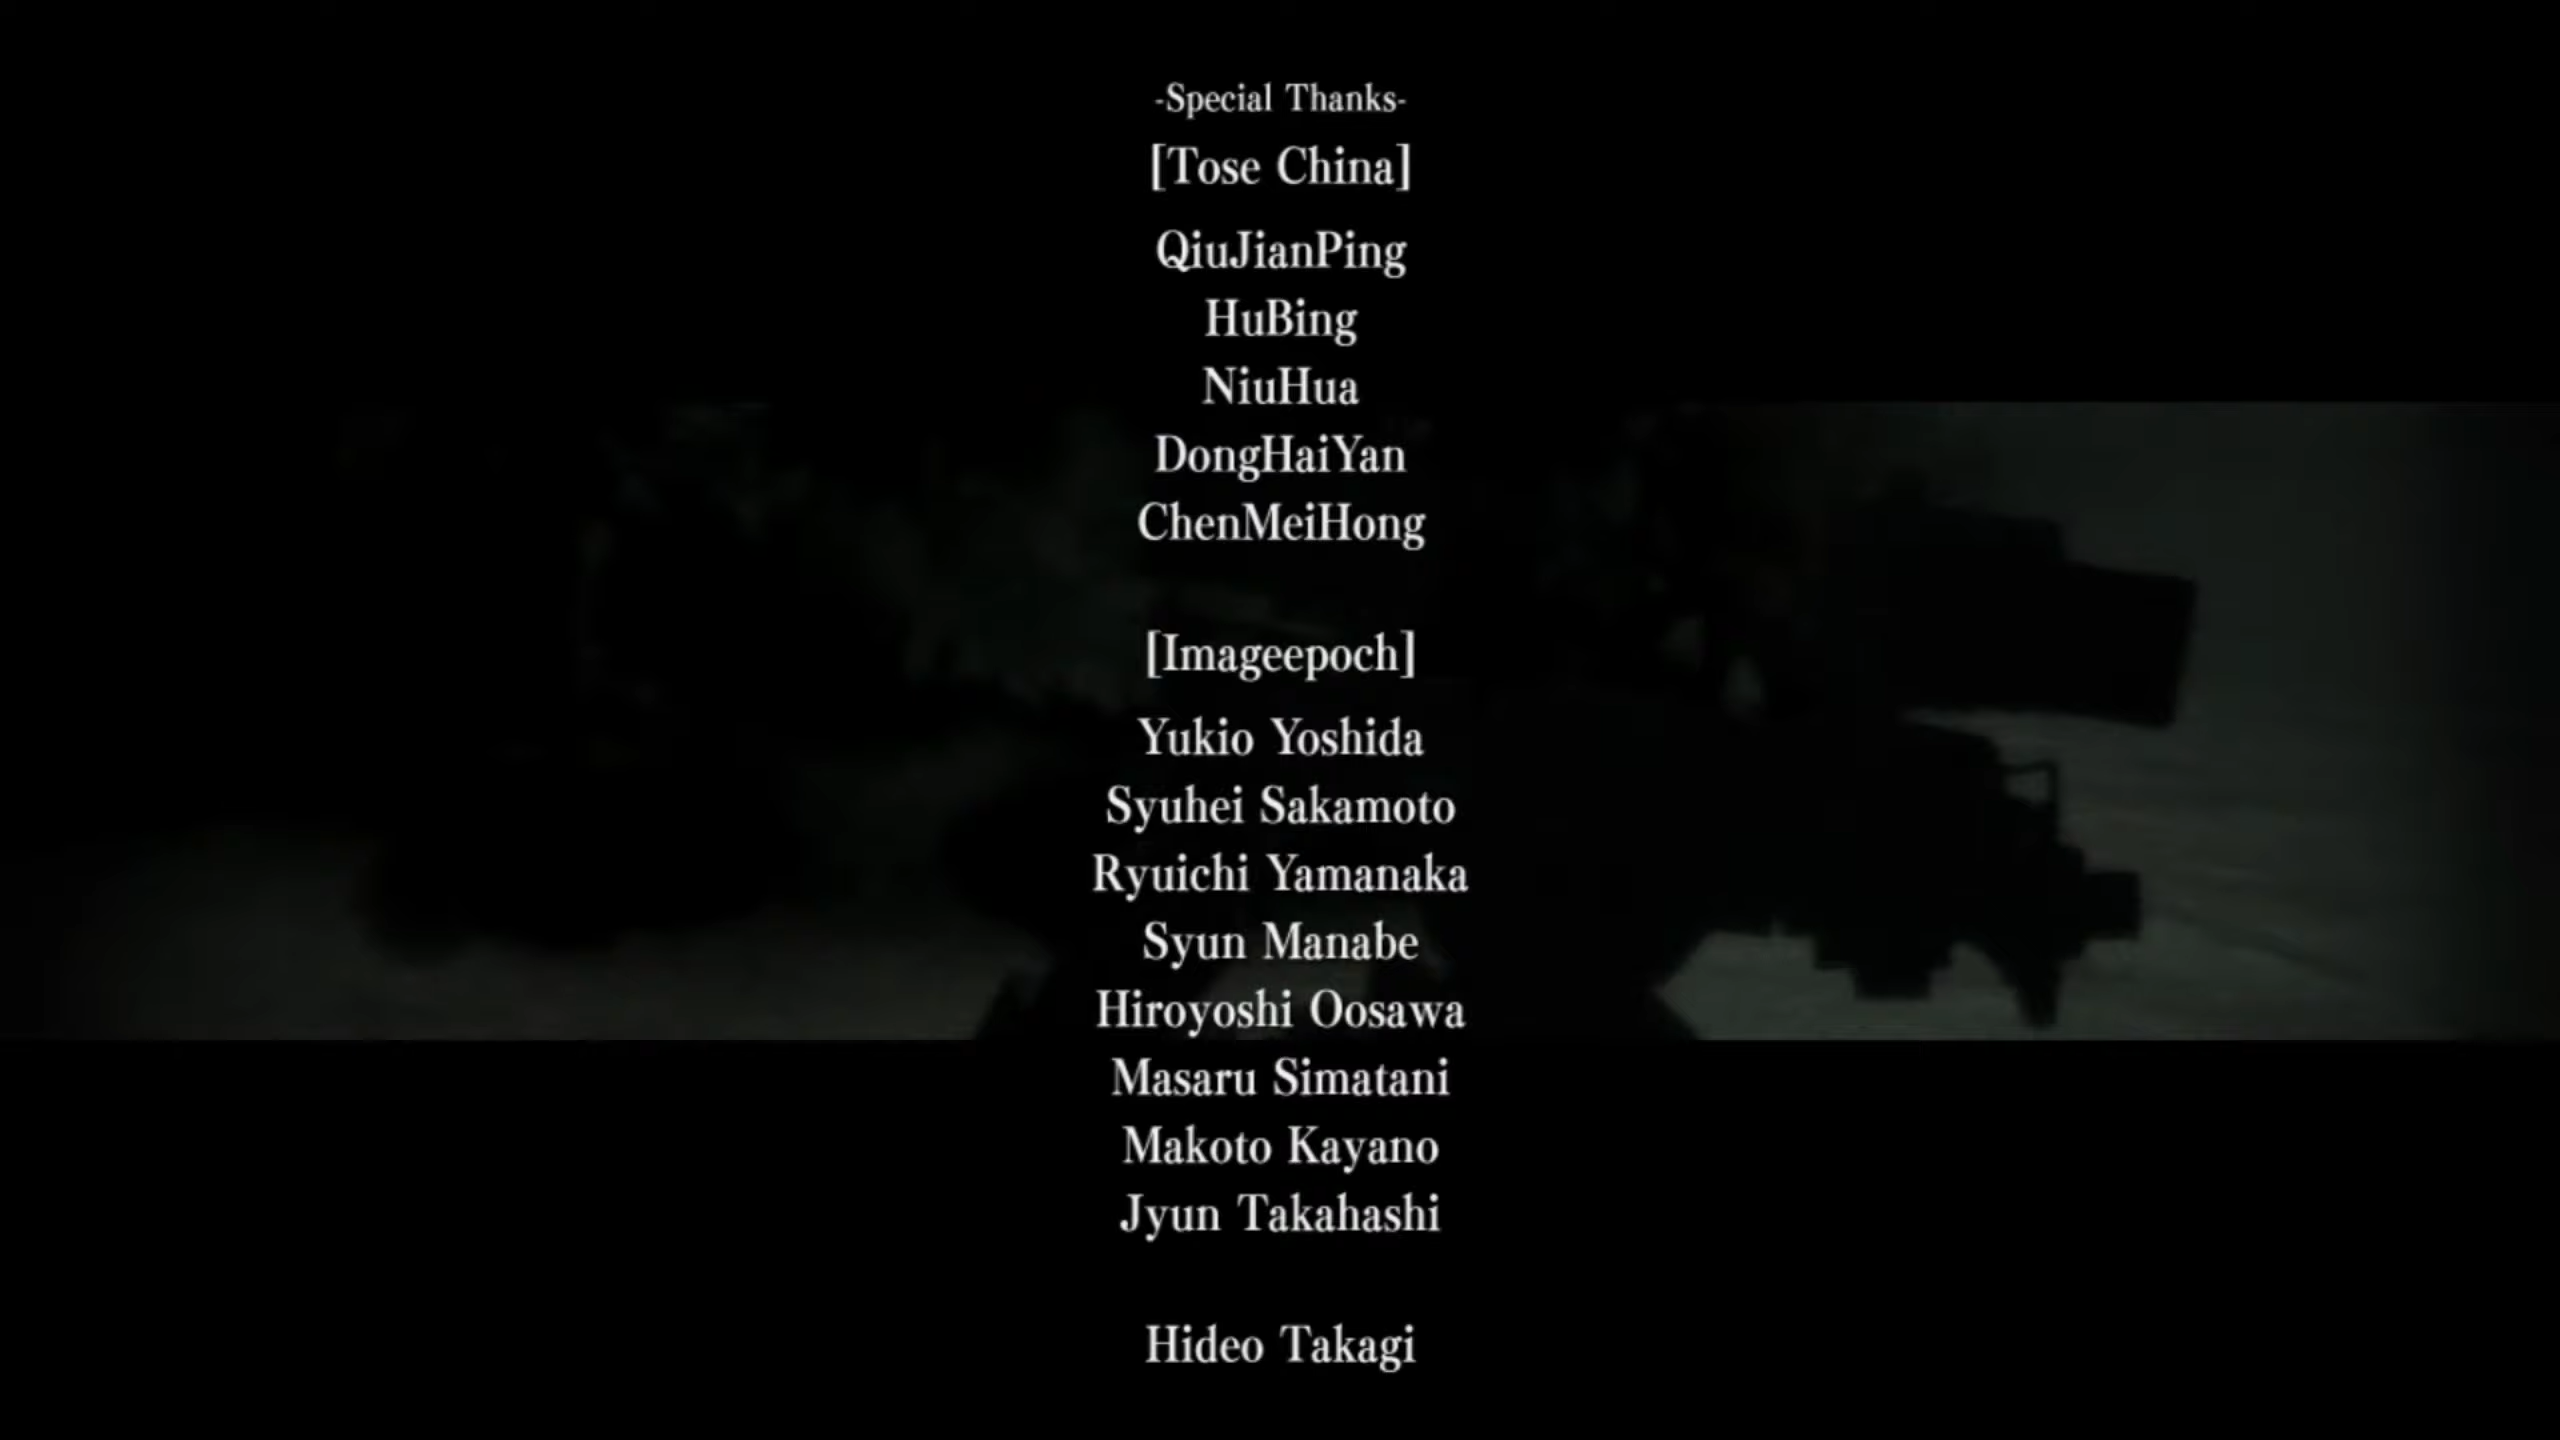 -Special Thanks-
[Tose China]
QiuJianPing
HuBing
NiuHua
DongHaiYan
ChenMeiHong
[Imageepoch]
Yukio Yoshida
Syuhei Sakamoto
Ryuichi Yamanaka
Syun Manabe
Hiroyoshi Oosawa
Masaru Simatani
Makoto Kayano
Jyun Takahashi
Hideo Takagi